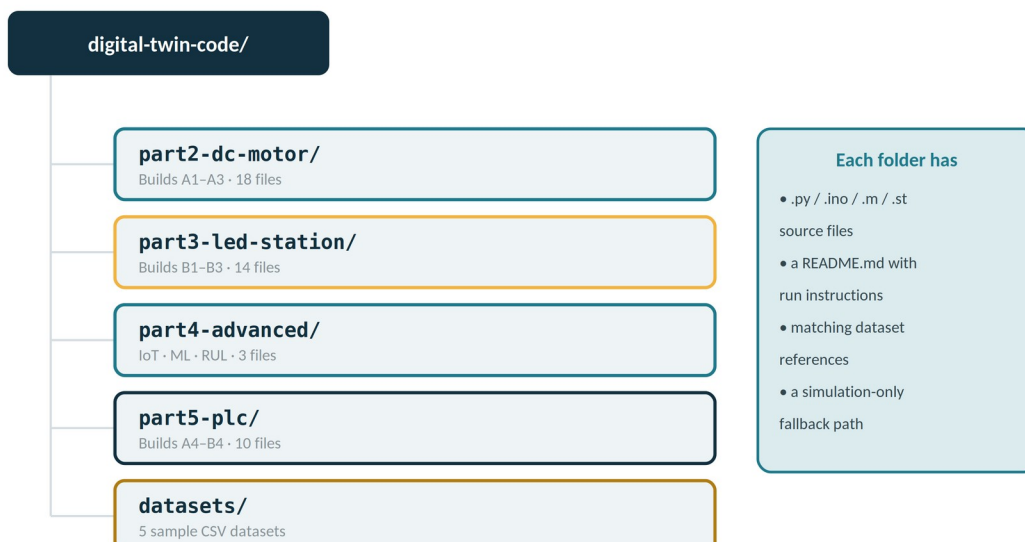 digital-twin-code/
part2-dc-motor/
Builds A1–A3 · 18 files
part3-led-station/
Builds B1–B3 · 14 files
part4-advanced/
IoT · ML · RUL · 3 files
part5-plc/
Builds A4–B4 · 10 files
datasets/
5 sample CSV datasets
Each folder has
• .py / .ino / .m / .st
source files
• a README.md with
run instructions
• matching dataset
references
• a simulation-only
fallback path